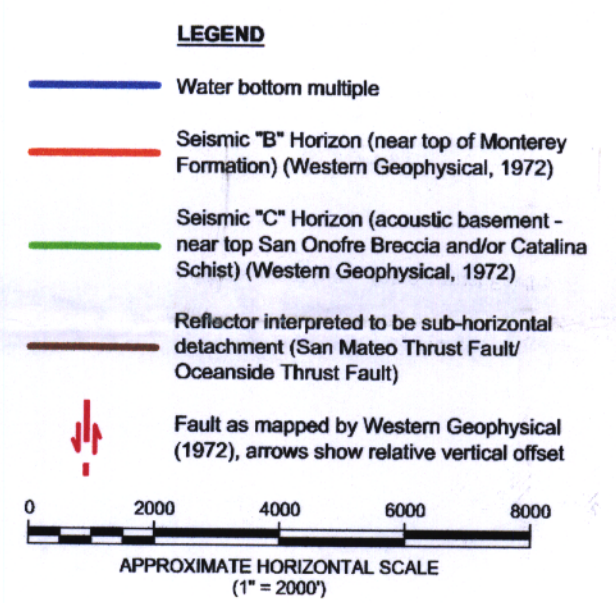 LEGEND
Water bottom multiple
Seismic "B" Horizon (near top of Monterey
Formation) (Western Geophysical, 1972)
Seismic "C" Horizon (acoustic basement -
near top San Onofre Breccia and/or Catalina
Schist) (Western Geophysical, 1972)
Reflector interpreted to be sub-horizontal
detachment (San Mateo Thrust Fault/
Oceanside Thrust Fault)
Fault as mapped by Western Geophysical
(1972), arrows show relative vertical offset
0 2000 4000 6000 8000
APPROXIMATE HORIZONTAL SCALE
(1" = 2000')